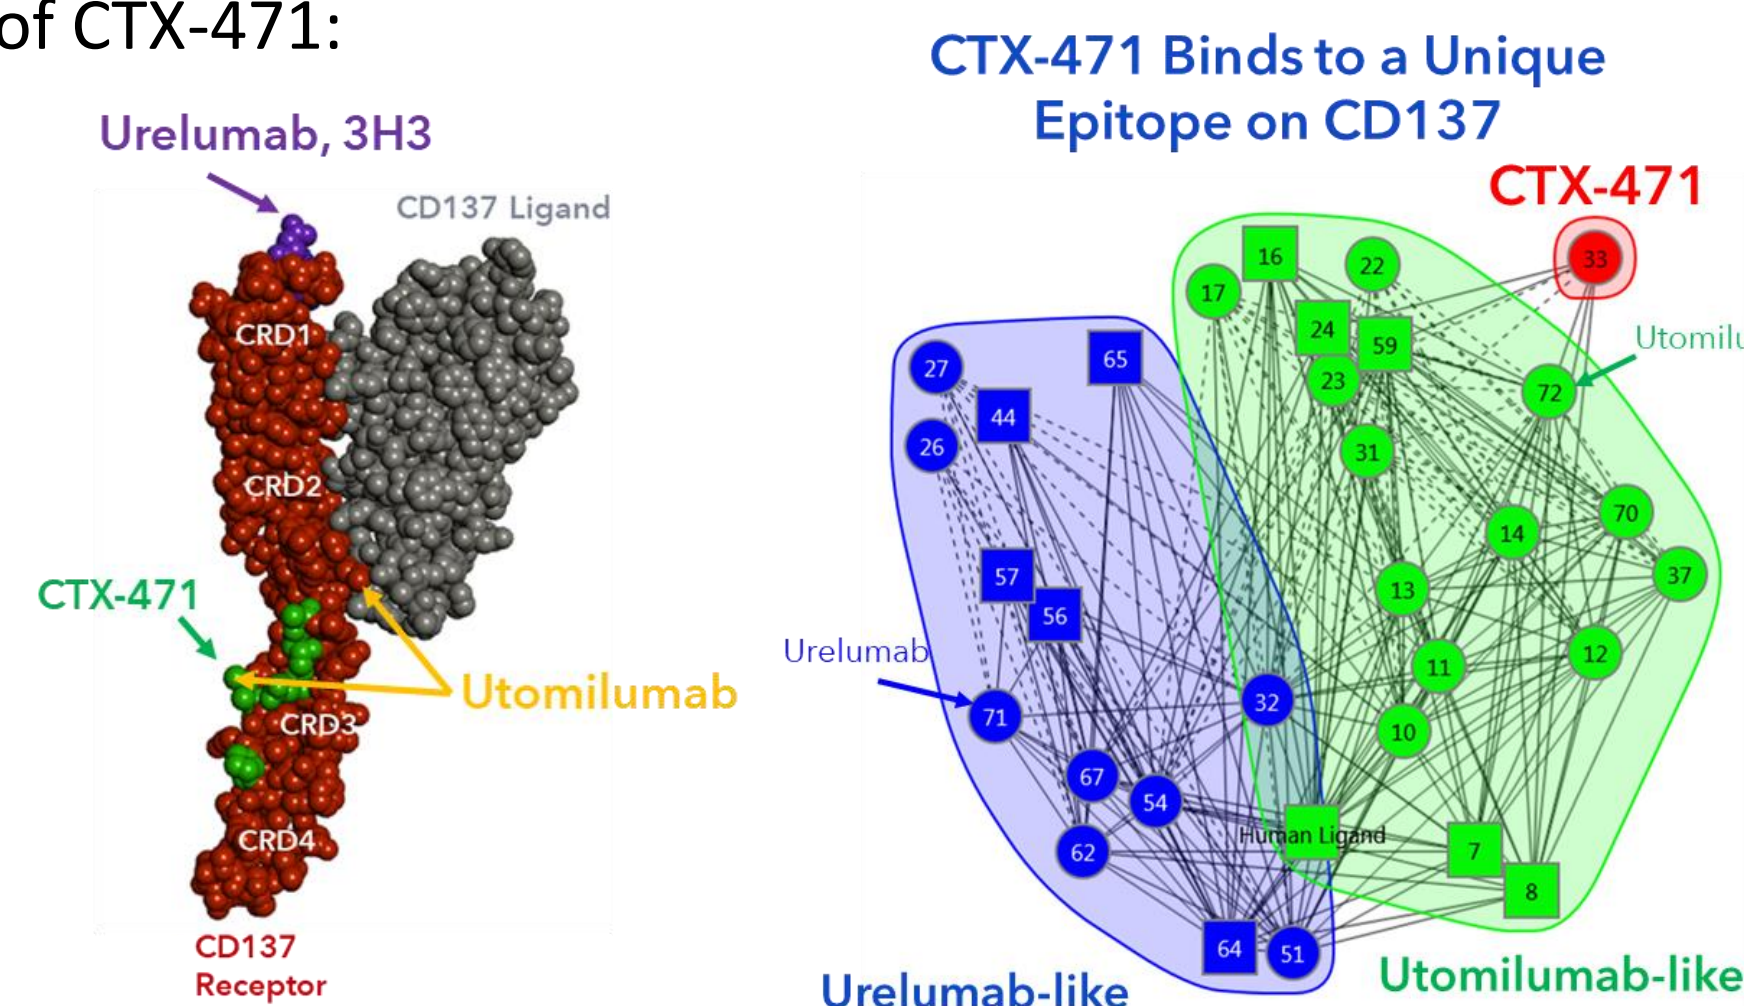 of CTX-471:
Urelumab, 3H3
CD137 Ligand
CRD1
CRD2
CTX-471
Utomilumab
CRD3
CRD4
CD137
Receptor
CTX-471 Binds to a Unique
Epitope on CD137
CTX-471
33
16
22
17
24
59
23
Utomilu
72
27
65
44
26
31
70
14
57
37
13
56
Urelumab
12
11
32
71
10
67
54
Human Ligand
62
7
8
64
51
Urelumab-like
Utomilumab-like